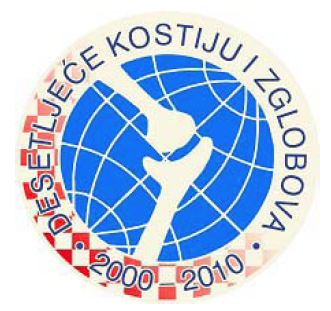 DESETLJEĆE KOSTIJU I ZGLOBOVA
• 2000 - 2010 •